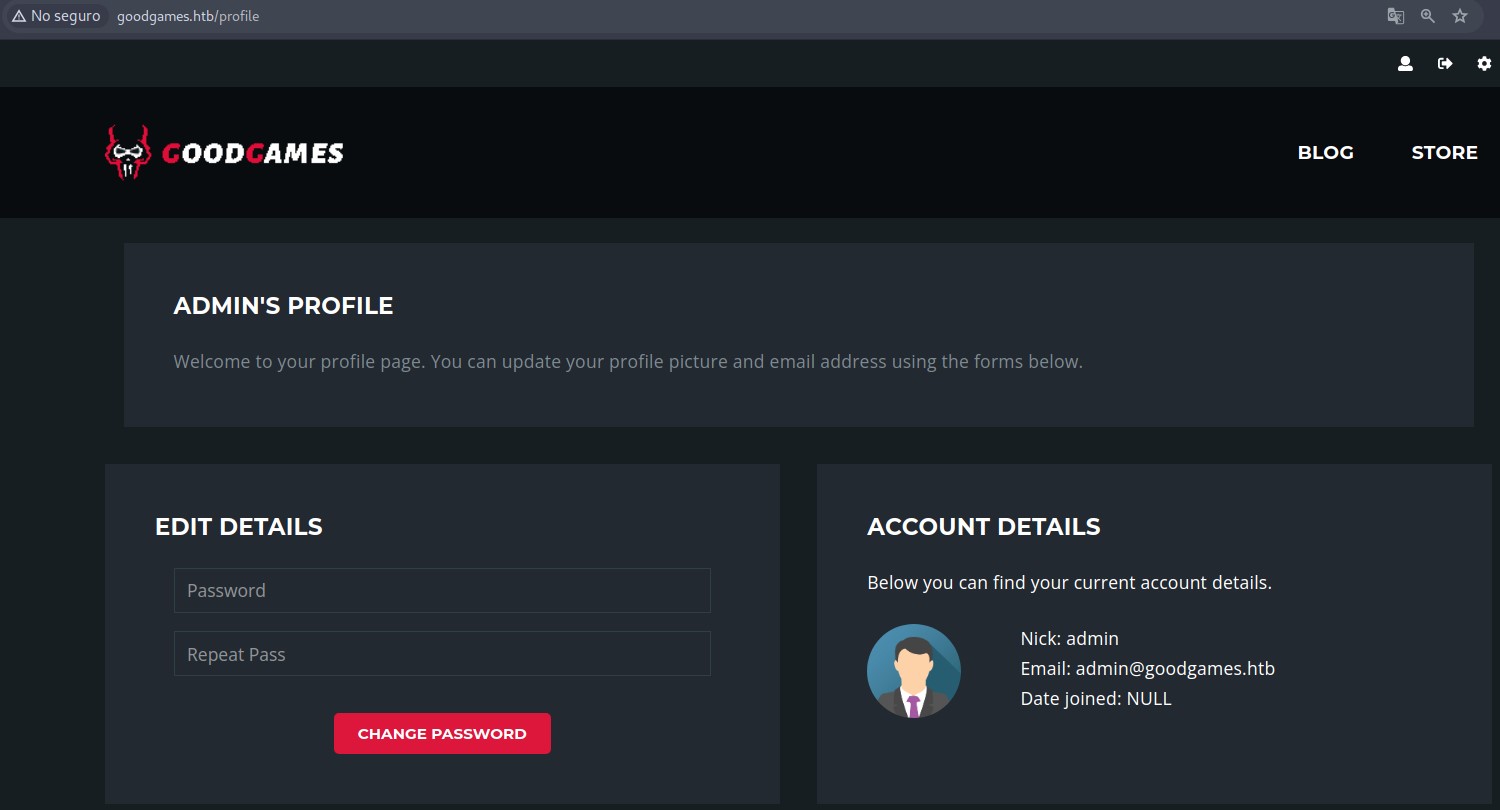 No seguro goodgames.htb/profile
GOODGAMES
BLOG STORE
ADMIN'S PROFILE
Welcome to your profile page. You can update your profile picture and email address using the forms below.
EDIT DETAILS
Password
Repeat Pass
CHANGE PASSWORD
ACCOUNT DETAILS
Below you can find your current account details.
Nick: admin
Email: admin@goodgames.htb
Date joined: NULL